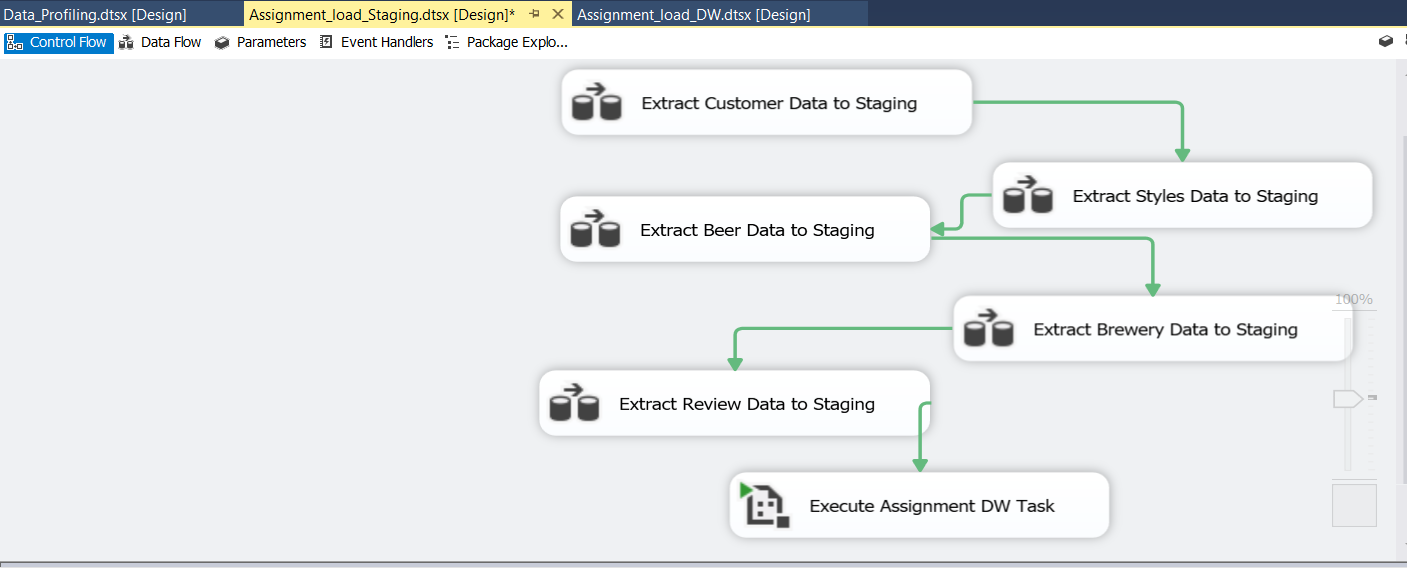 Data_Profiling.dtsx [Design]
Assignment_load_Staging.dtsx [Design]*
Assignment_load_DW.dtsx [Design]
Control Flow
Data Flow
Parameters
Event Handlers
Package Explo...
Extract Customer Data to Staging
Extract Styles Data to Staging
Extract Beer Data to Staging
100%
Extract Brewery Data to Staging
Extract Review Data to Staging
Execute Assignment DW Task